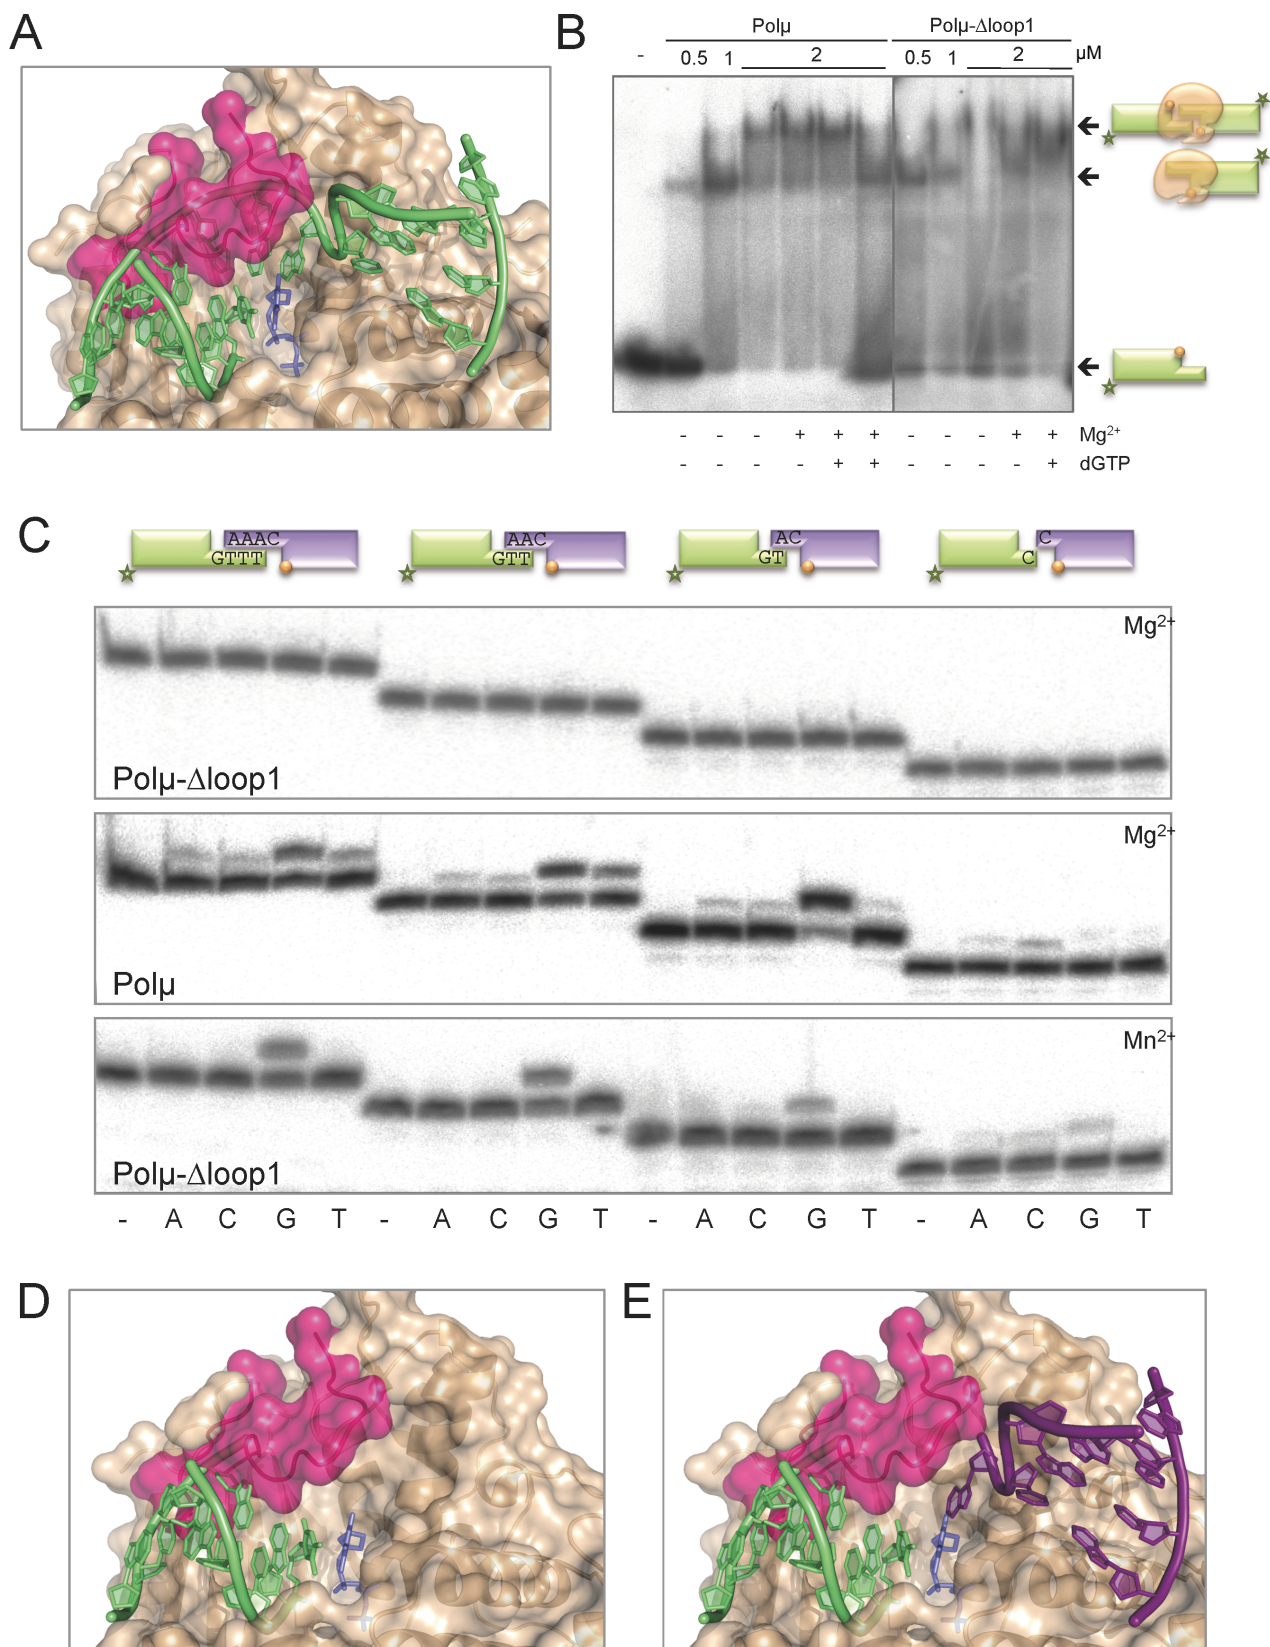 A
B
Polμ
Polμ-Δloop1
- 0.5 1 2 0.5 1 2 μM
- - - + + + - - - + + Mg2+
- - - - + + - - - - + dGTP
C
AAAC
GTTT
AAC
GTT
AC
GT
C
C
Mg2+
Polμ-Δloop1
Mg2+
Polμ
Mn2+
Polμ-Δloop1
- A C G T - A C G T - A C G T - A C G T
D
E